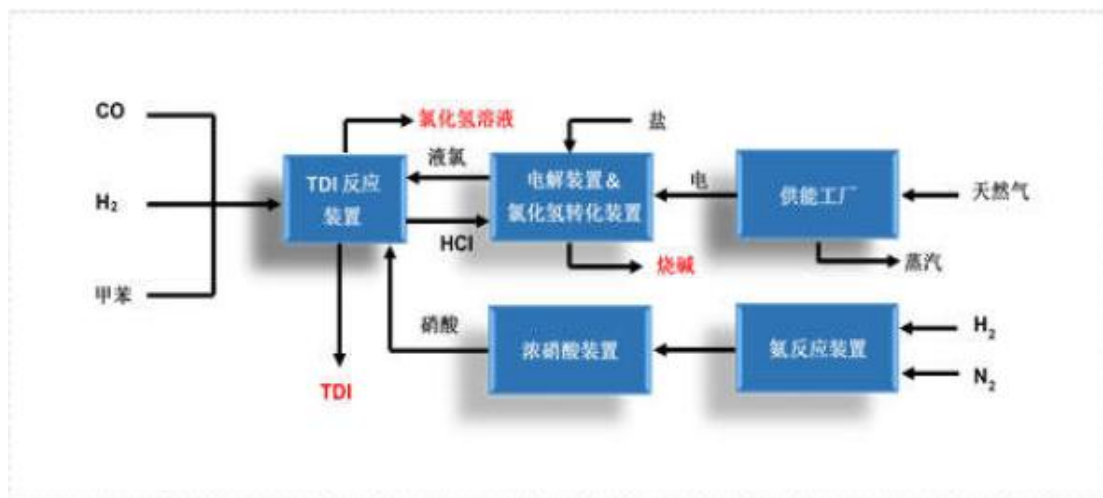 CO
氯化氢溶液
盐
液氯
TDI 反应
装置
电解装置&
氯化氢转化装置
电
供能工厂
天然气
H₂
HCl
甲苯
烧碱
蒸汽
硝酸
浓硝酸装置
氨反应装置
H₂
N₂
TDI